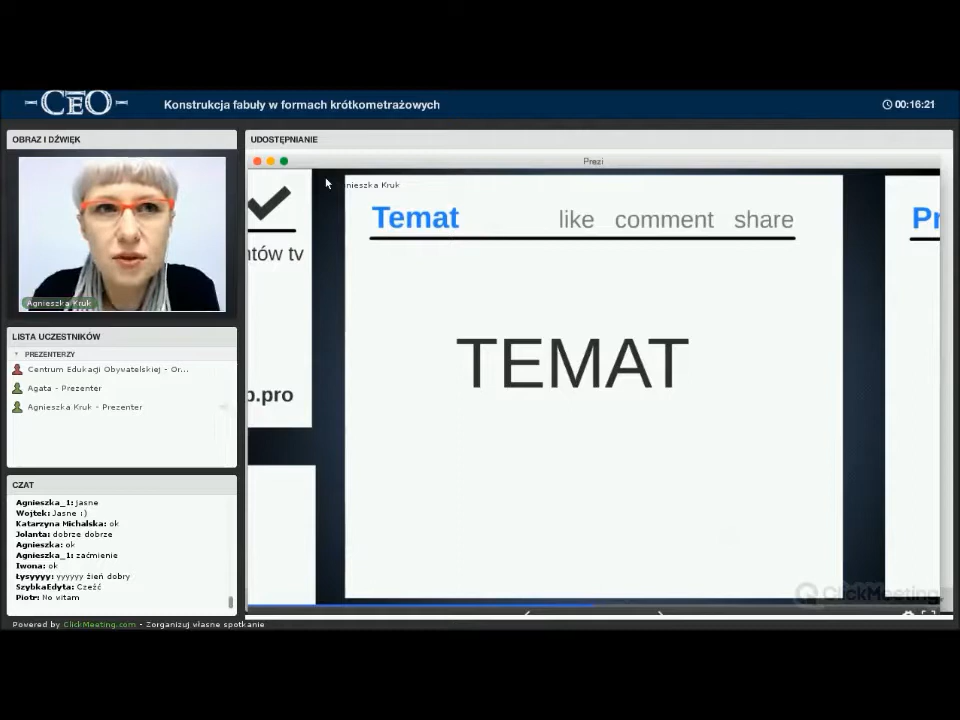 CEO
Konstrukcja fabuły w formach krótkometrażowych
00:16:21
OBRAZ I DŹWIĘK
Agnieszka Kruk
LISTA UCZESTNIKÓW
PREZENTERZY
Centrum Edukacji Obywatelskiej - Or...
Agata - Prezenter
Agnieszka Kruk - Prezenter
CZAT
Agnieszka_1: jasne
Wojtek: Jasne :)
Katarzyna Michalska: ok
Jolanta: dobrze dobrze
Agnieszka: ok
Agnieszka_1: zaćmienie
Iwona: ok
Łysyyyy: yyyyyy żień dobry
SzybkaEdyta: Cześć
Piotr: No witam
UDOSTĘPNIANIE
Prezi
nieszka Kruk
ntów tv
p.pro
Temat like comment share
TEMAT
Pr
ClickMeeting
Powered by ClickMeeting.com - Zorganizuj własne spotkanie